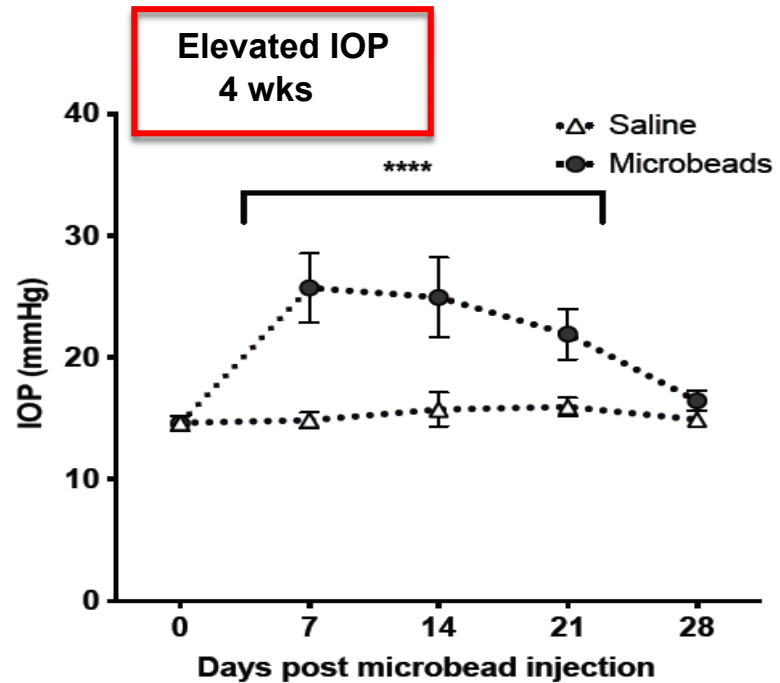 Elevated IOP
4 wks
Saline
Microbeads
****
40
30
20
10
0
IOP (mmHg)
0 7 14 21 28
Days post microbead injection